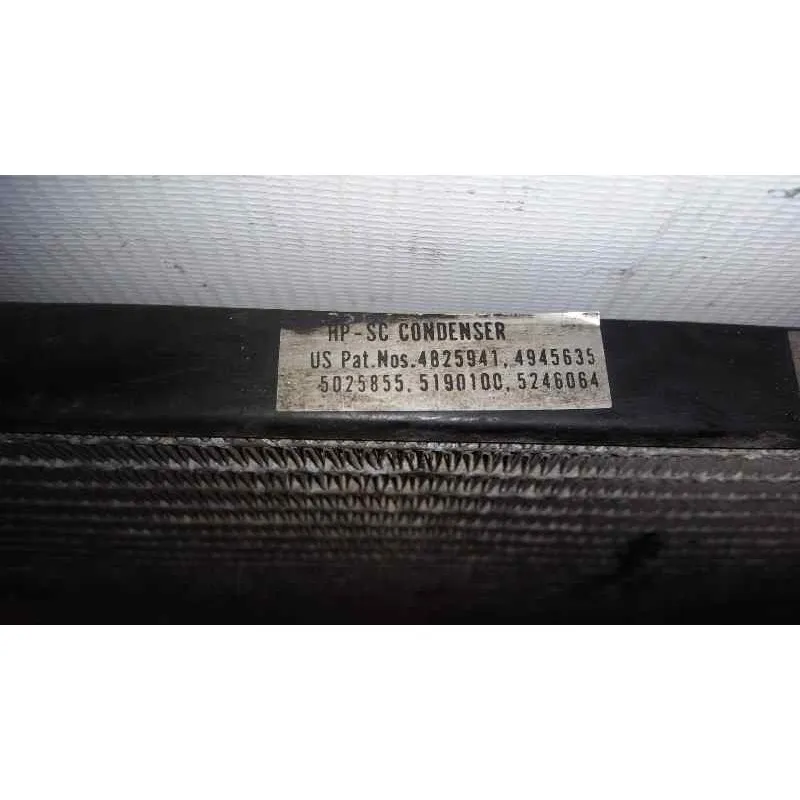 HP-SC CONDENSER
US Pat.Nos.4825941,4945635
5025855,5190100,5246064